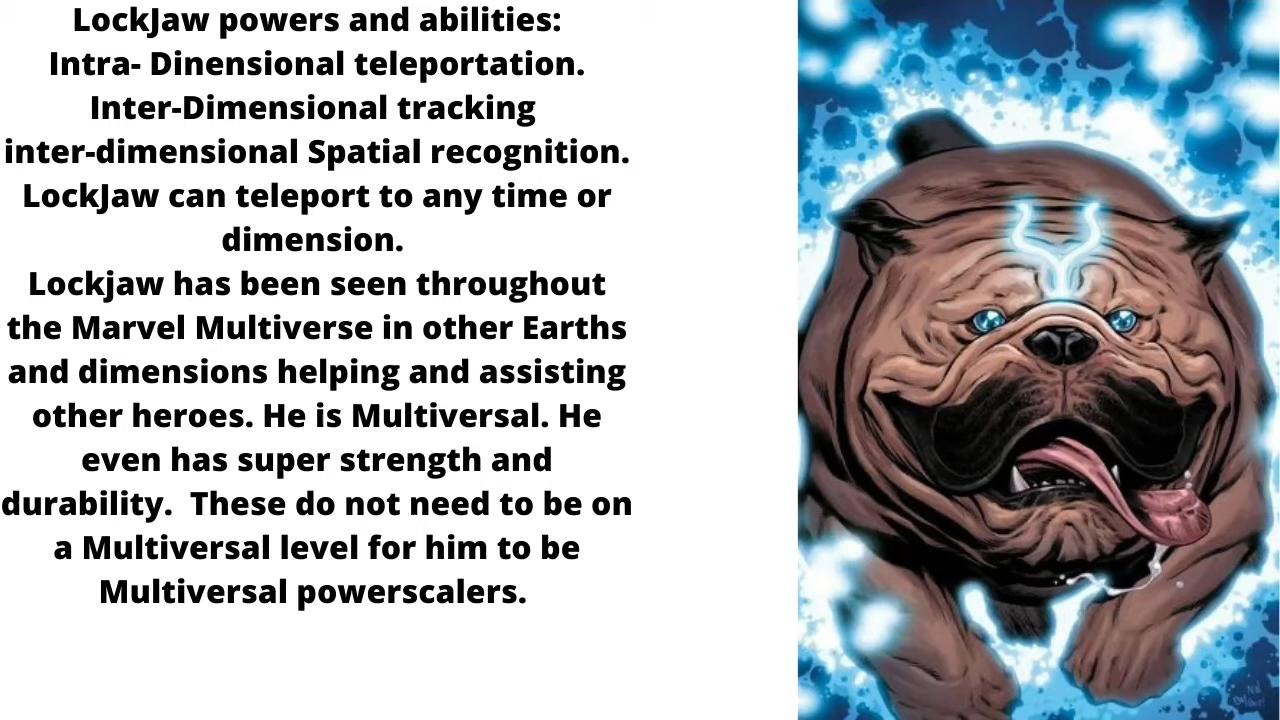 LockJaw powers and abilities:
Intra- Dinensional teleportation.
Inter-Dimensional tracking
inter-dimensional Spatial recognition.
LockJaw can teleport to any time or
dimension.
Lockjaw has been seen throughout
the Marvel Multiverse in other Earths
and dimensions helping and assisting
other heroes. He is Multiversal. He
even has super strength and
durability.  These do not need to be on
a Multiversal level for him to be
Multiversal powerscalers.